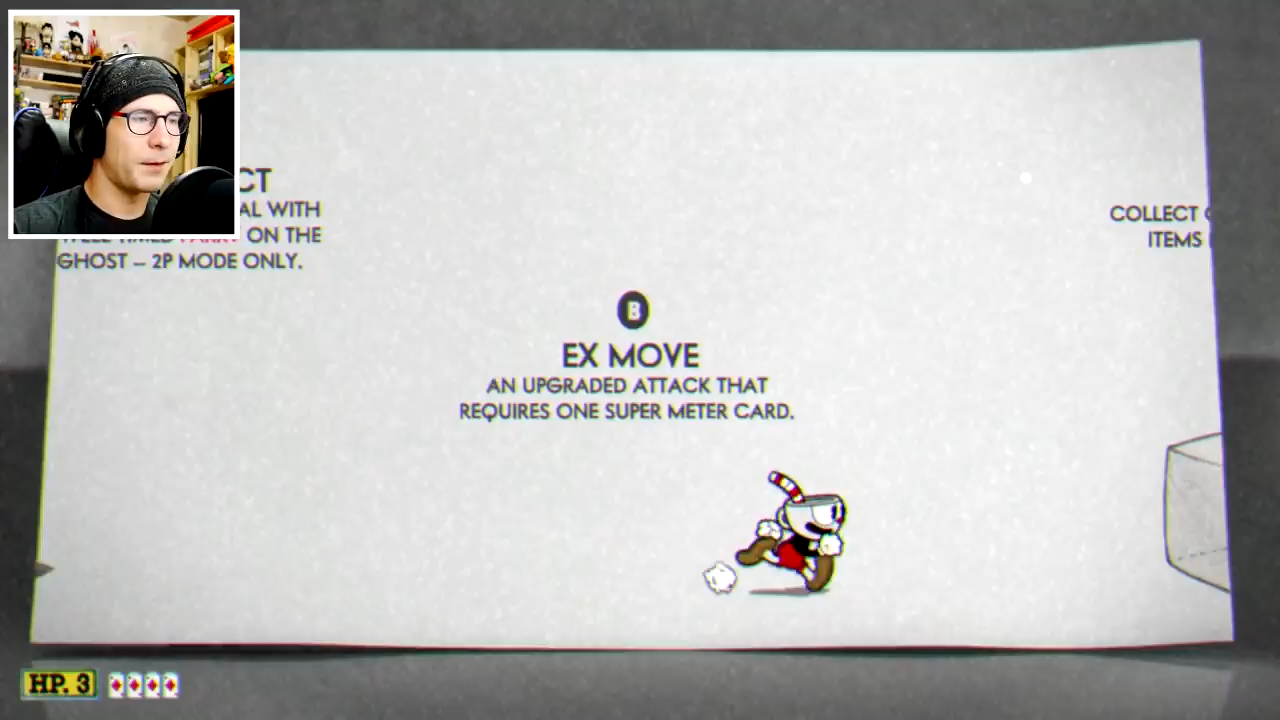 CT
AL WITH
ON THE
GHOST – 2P MODE ONLY.
B
EX MOVE
AN UPGRADED ATTACK THAT
REQUIRES ONE SUPER METER CARD.
COLLECT
ITEMS
HP. 3